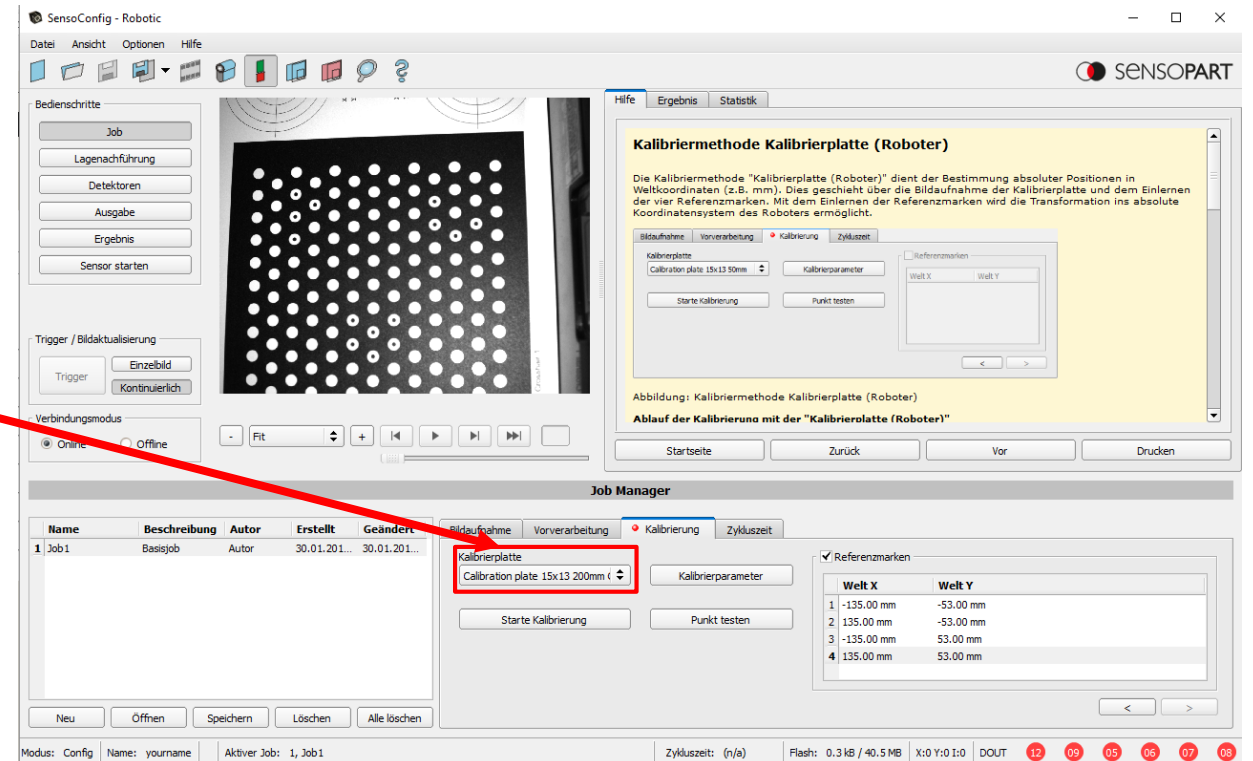 SensoConfig - Robotic
Datei Ansicht Optionen Hilfe
SENSOPART
Bedienschritte
Job
Lagenachführung
Detektoren
Ausgabe
Ergebnis
Sensor starten
Trigger / Bildaktualisierung
Trigger
Einzelbild
Kontinuierlich
Verbindungsmodus
Online Offline
- Fit +
Hilfe Ergebnis Statistik
Kalibriermethode Kalibrierplatte (Roboter)
Die Kalibriermethode "Kalibrierplatte (Roboter)" dient der Bestimmung absoluter Positionen in
Weltkoordinaten (z.B. mm). Dies geschieht über die Bildaufnahme der Kalibrierplatte und dem Einlernen
der vier Referenzmarken. Mit dem Einlernen der Referenzmarken wird die Transformation ins absolute
Koordinatensystem des Roboters ermöglicht.
Bildaufnahme Vorverarbeitung Kalibrierung Zykluszeit
Kalibrierplatte
Calibration plate 15x13 50mm
Kalibrierparameter
Starte Kalibrierung
Punkt testen
Referenzmarken
Welt X Welt Y
< >
Abbildung: Kalibriermethode Kalibrierplatte (Roboter)
Ablauf der Kalibrierung mit der "Kalibrierplatte (Roboter)"
Startseite Zurück Vor Drucken
Job Manager
Name Beschreibung Autor Erstellt Geändert
1 Job1 Basisjob Autor 30.01.201... 30.01.201...
Neu Öffnen Speichern Löschen Alle löschen
Bildaufnahme Vorverarbeitung Kalibrierung Zykluszeit
Kalibrierplatte
Calibration plate 15x13 200mm (
Kalibrierparameter
Starte Kalibrierung
Punkt testen
Referenzmarken
Welt X Welt Y
1 -135.00 mm -53.00 mm
2 135.00 mm -53.00 mm
3 -135.00 mm 53.00 mm
4 135.00 mm 53.00 mm
< >
Modus: Config Name: yourname Aktiver Job: 1, Job1 Zykluszeit: (n/a) Flash: 0.3 kB / 40.5 MB X:0 Y:0 I:0 DOUT 12 09 05 06 07 08